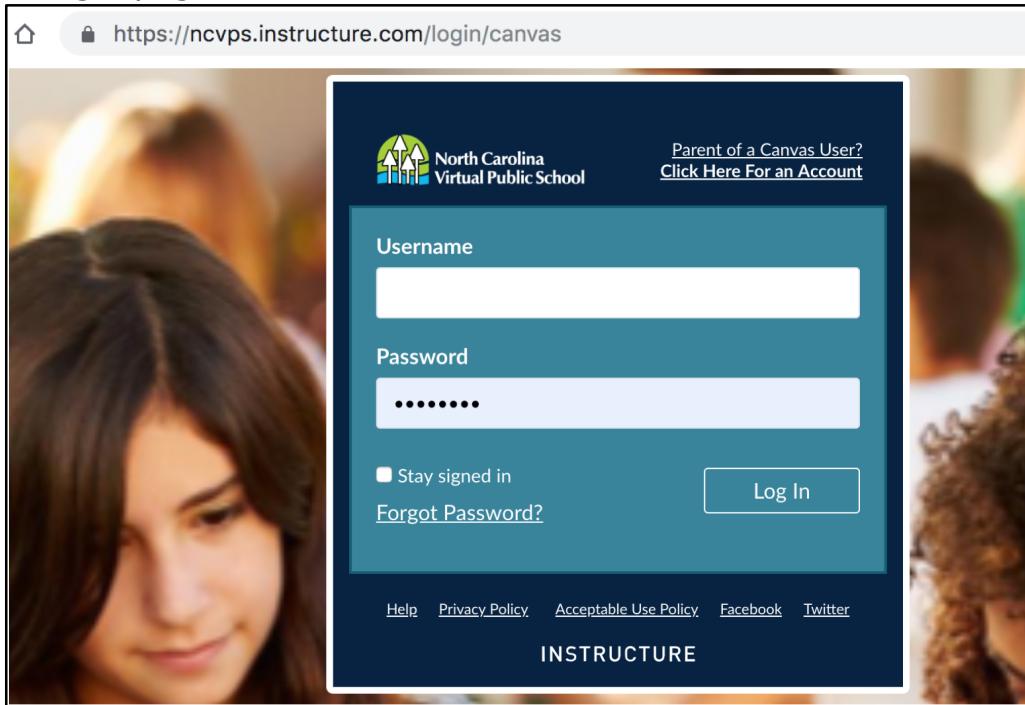 https://ncvps.instructure.com/login/canvas
North Carolina
Virtual Public School
Parent of a Canvas User?
Click Here For an Account
Username
Password
••••••••
Stay signed in
Log In
Forgot Password?
Help Privacy Policy Acceptable Use Policy Facebook Twitter
INSTRUCTURE